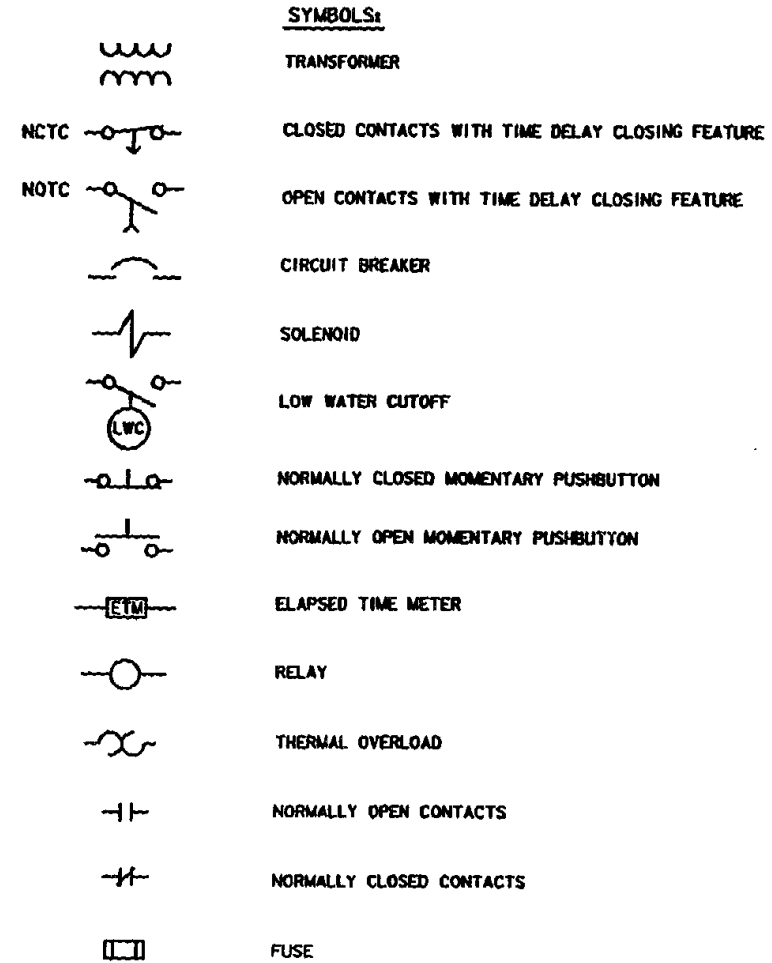 SYMBOLS:
TRANSFORMER
NCTC CLOSED CONTACTS WITH TIME DELAY CLOSING FEATURE
NOTC OPEN CONTACTS WITH TIME DELAY CLOSING FEATURE
CIRCUIT BREAKER
SOLENOID
LWC LOW WATER CUTOFF
NORMALLY CLOSED MOMENTARY PUSHBUTTON
NORMALLY OPEN MOMENTARY PUSHBUTTON
ETM ELAPSED TIME METER
RELAY
THERMAL OVERLOAD
NORMALLY OPEN CONTACTS
NORMALLY CLOSED CONTACTS
FUSE